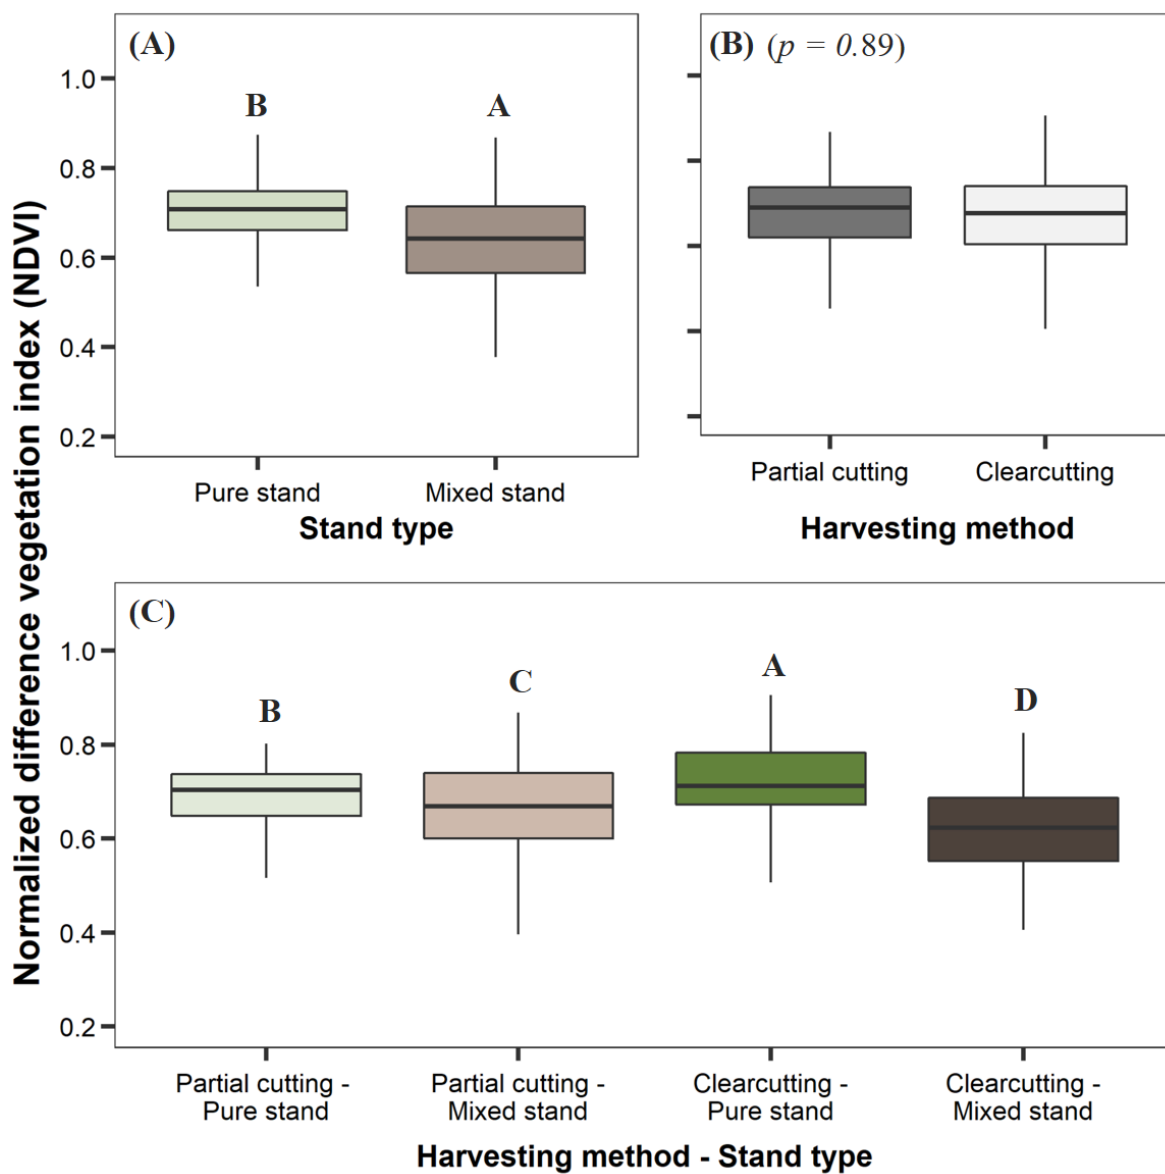 Normalized difference vegetation index (NDVI)
(A)
B
A
1.0
0.8
0.6
0.4
0.2
Pure stand
Mixed stand
Stand type
(B) (p = 0.89)
Partial cutting
Clearcutting
Harvesting method
(C)
B
C
A
D
1.0
0.8
0.6
0.4
0.2
Partial cutting -
Pure stand
Partial cutting -
Mixed stand
Clearcutting -
Pure stand
Clearcutting -
Mixed stand
Harvesting method - Stand type